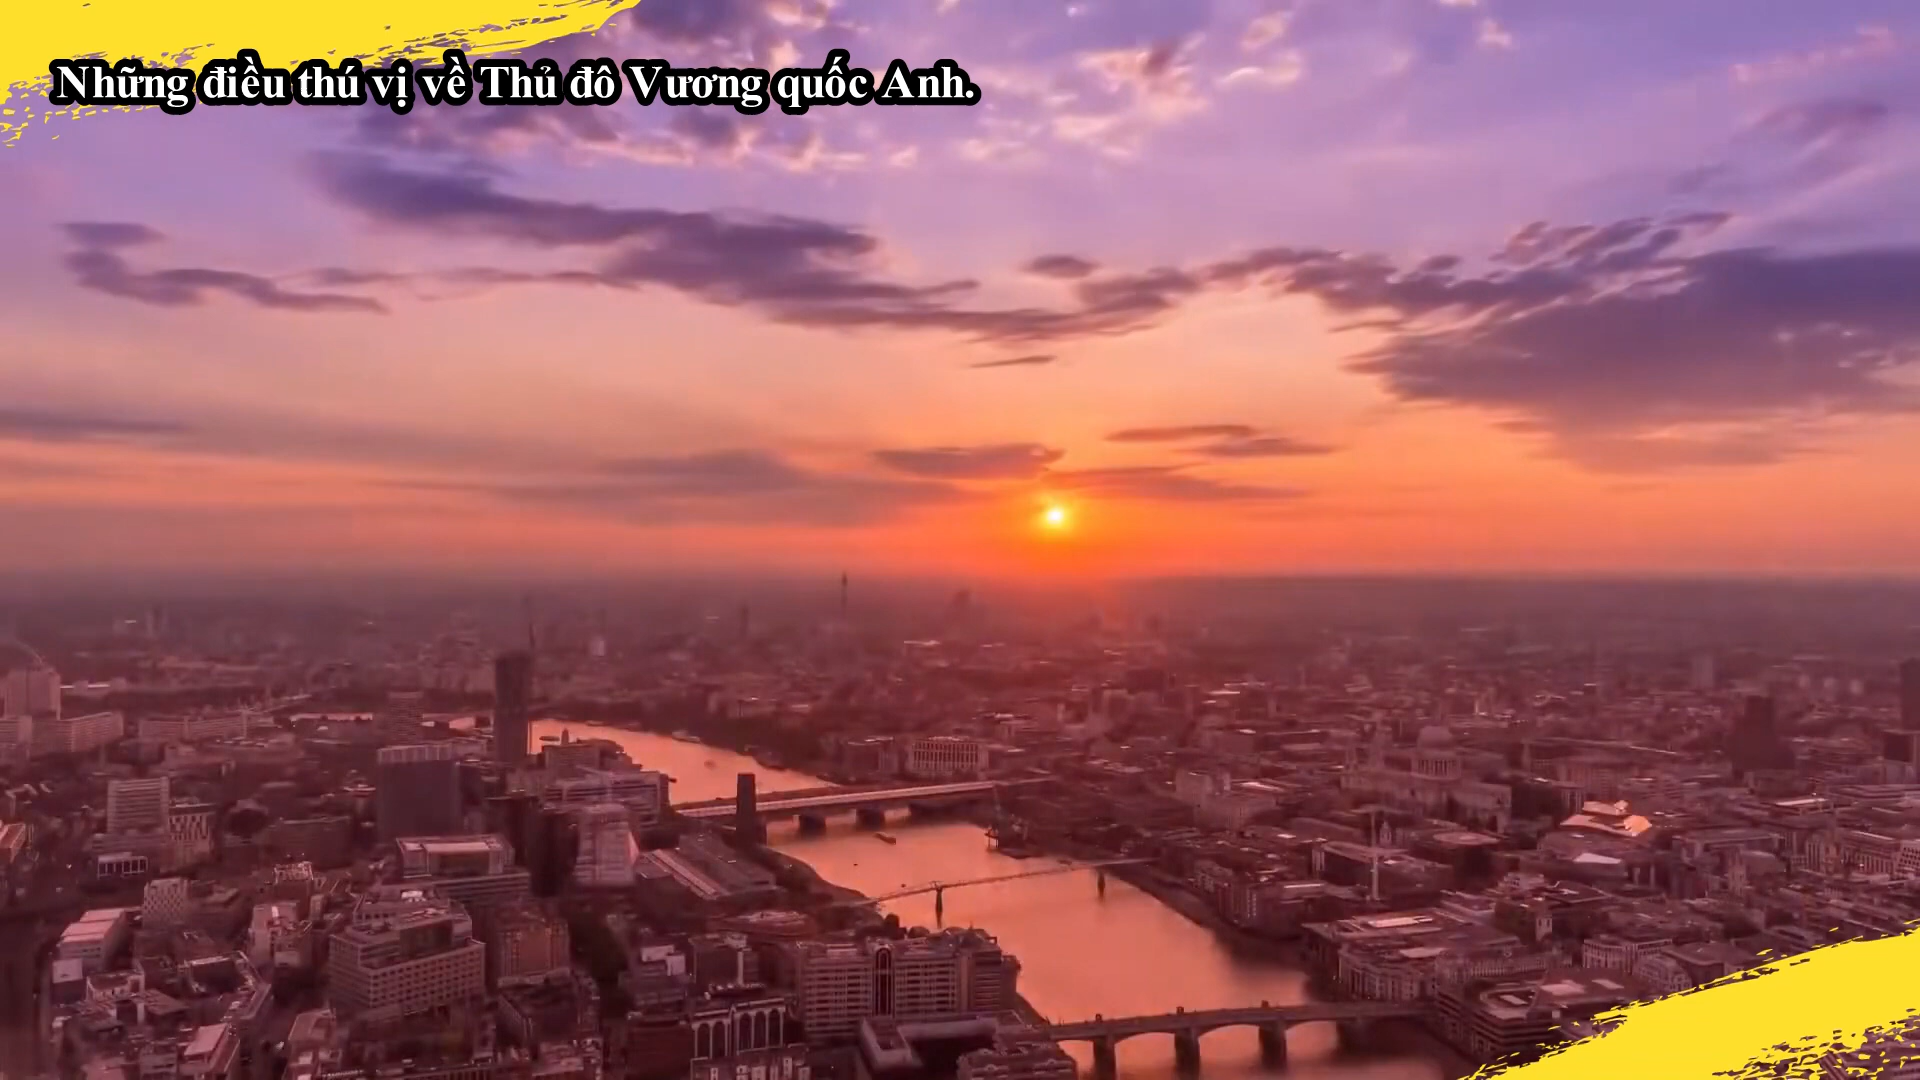 Những điều thú vị về Thủ đô Vương quốc Anh.